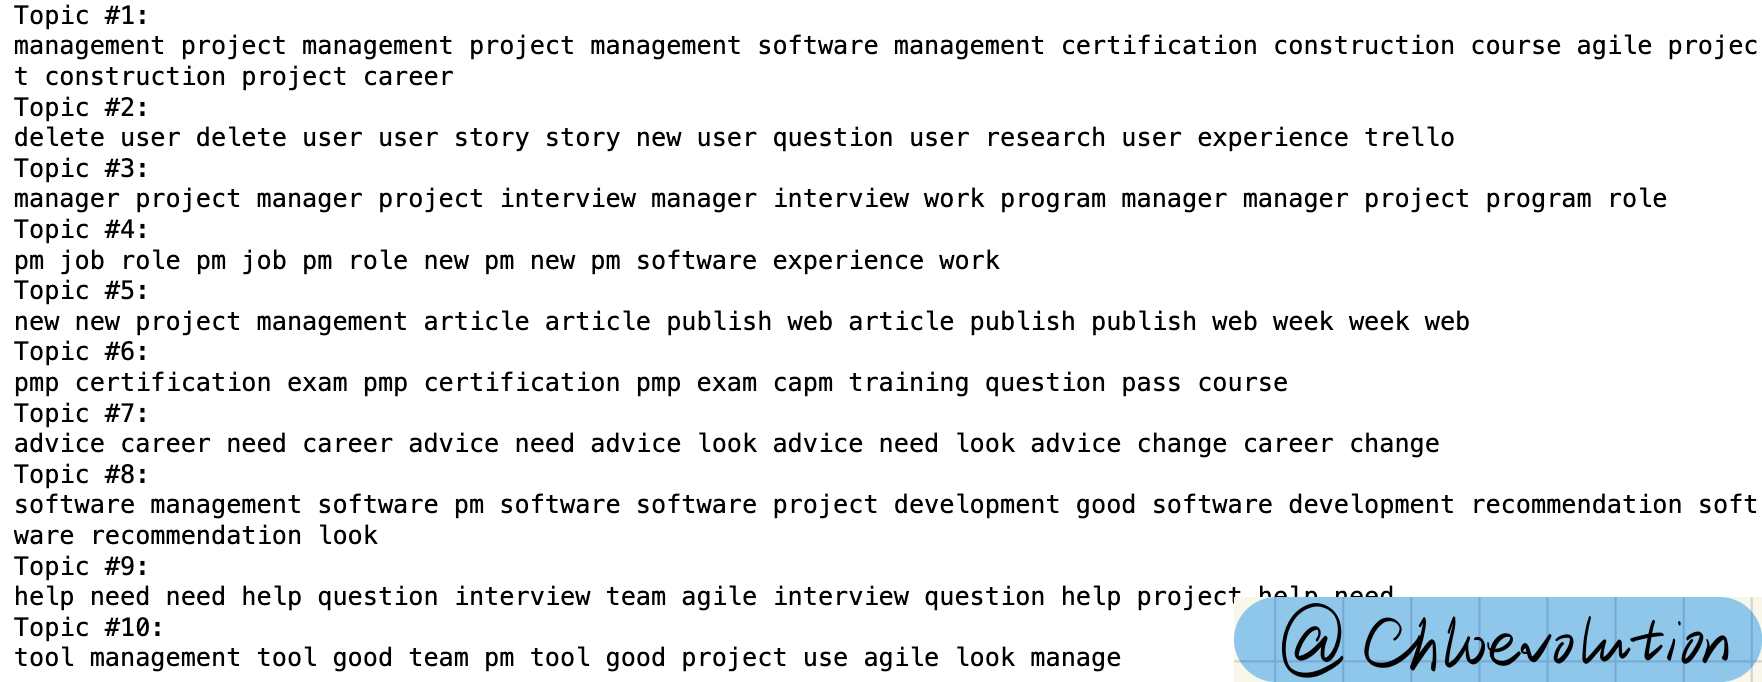 Topic #1:
management project management project management software management certification construction course agile projec
t construction project career
Topic #2:
delete user delete user user story story new user question user research user experience trello
Topic #3:
manager project manager project interview manager interview work program manager manager project program role
Topic #4:
pm job role pm job pm role new pm new pm software experience work
Topic #5:
new new project management article article publish web article publish publish web week week web
Topic #6:
pmp certification exam pmp certification pmp exam capm training question pass course
Topic #7:
advice career need career advice need advice look advice need look advice change career change
Topic #8:
software management software pm software software project development good software development recommendation soft
ware recommendation look
Topic #9:
help need need help question interview team agile interview question help project help need
Topic #10:
tool management tool good team pm tool good project use agile look manage
@Chloevolution